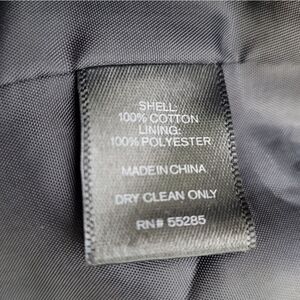 SHELL:
100% COTTON
LINING:
100% POLYESTER
MADE IN CHINA
DRY CLEAN ONLY
RN# 55285